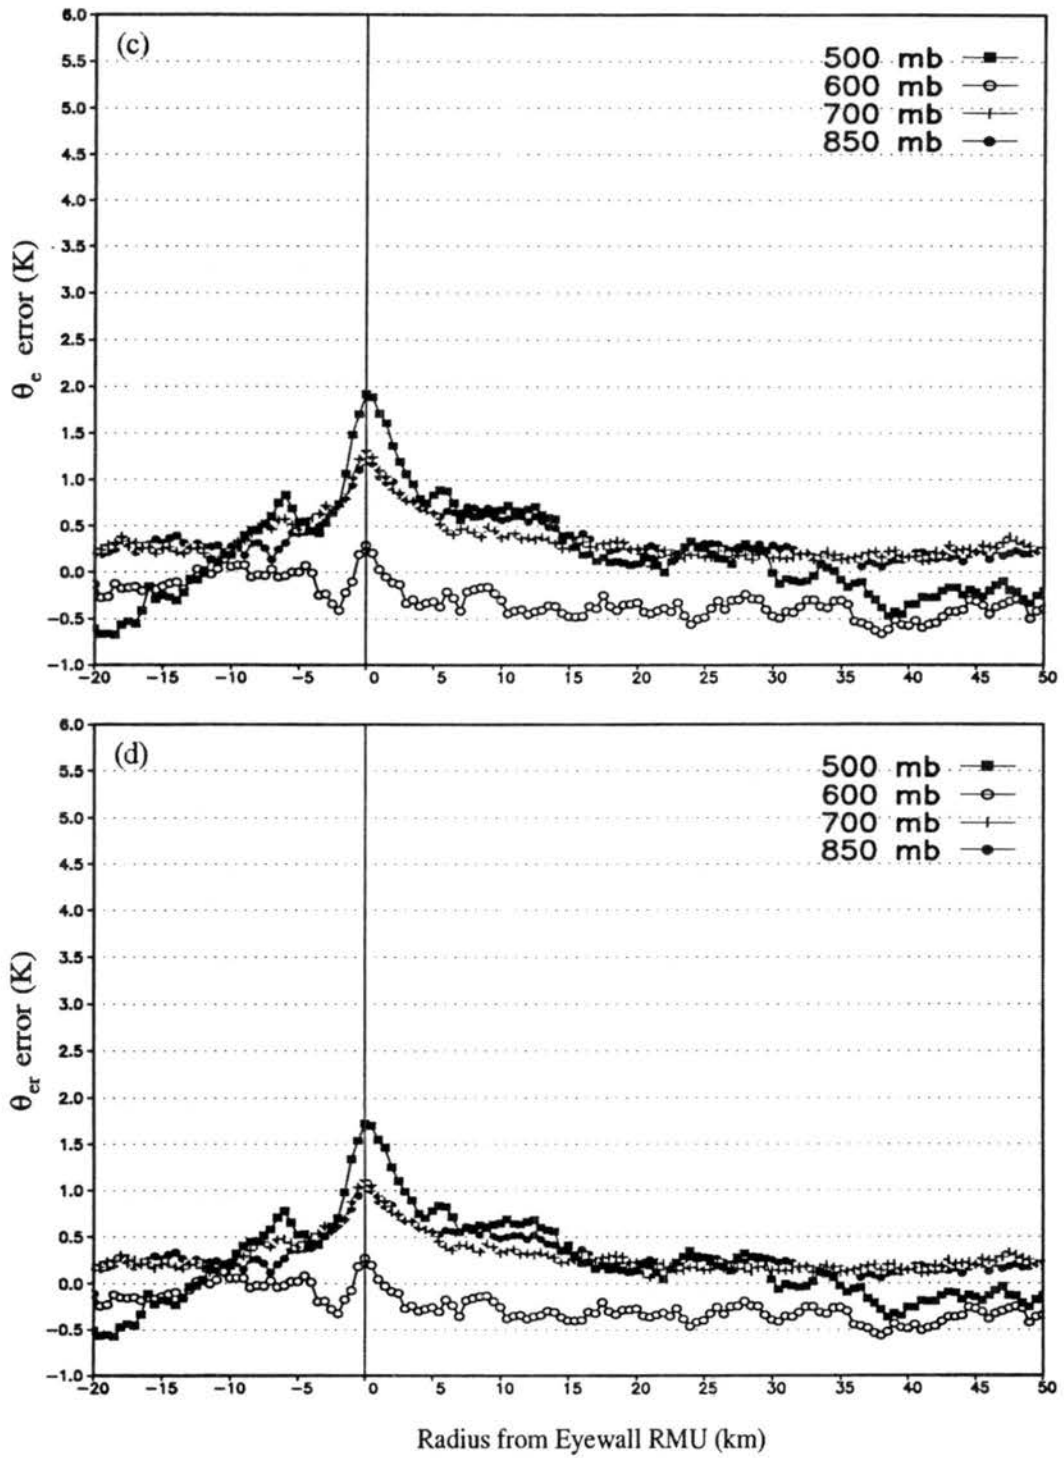 (c)
500 mb
600 mb
700 mb
850 mb
6.0
5.5
5.0
4.5
4.0
3.5
3.0
2.5
2.0
1.5
1.0
0.5
0.0
−0.5
−1.0
θe error (K)
−20 −15 −10 −5 0 5 10 15 20 25 30 35 40 45 50
(d)
500 mb
600 mb
700 mb
850 mb
6.0
5.5
5.0
4.5
4.0
3.5
3.0
2.5
2.0
1.5
1.0
0.5
0.0
−0.5
−1.0
θer error (K)
−20 −15 −10 −5 0 5 10 15 20 25 30 35 40 45 50
Radius from Eyewall RMU (km)